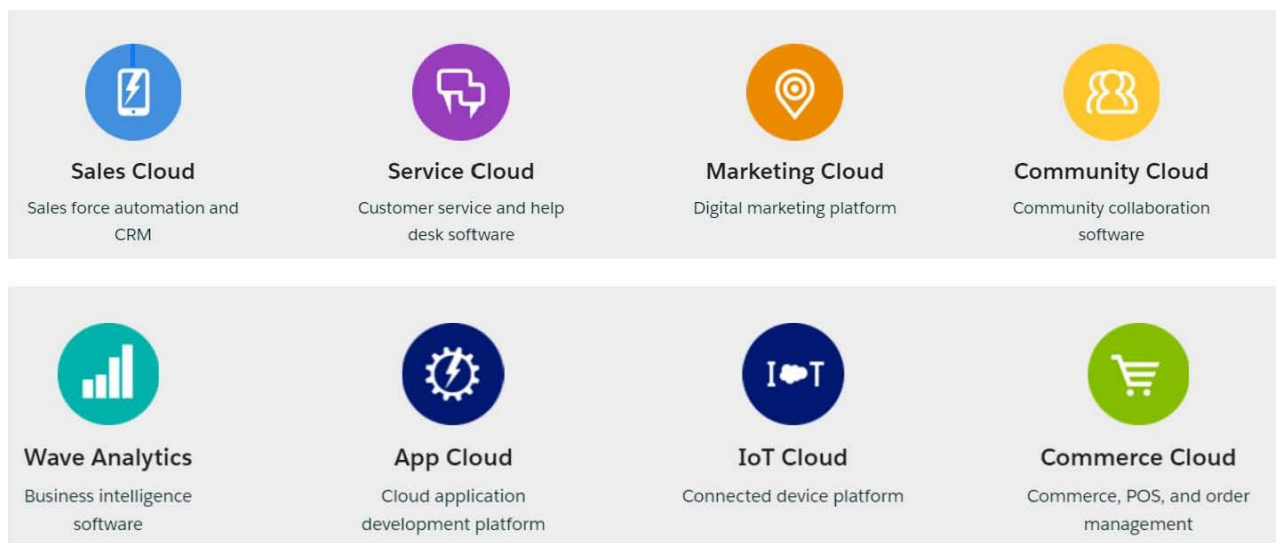 Sales Cloud
Service Cloud
Marketing Cloud
Community Cloud
Sales force automation and
CRM
Customer service and help
desk software
Digital marketing platform
Community collaboration
software
IoT
Wave Analytics
App Cloud
IoT Cloud
Commerce Cloud
Business intelligence
software
Cloud application
development platform
Connected device platform
Commerce, POS, and order
management